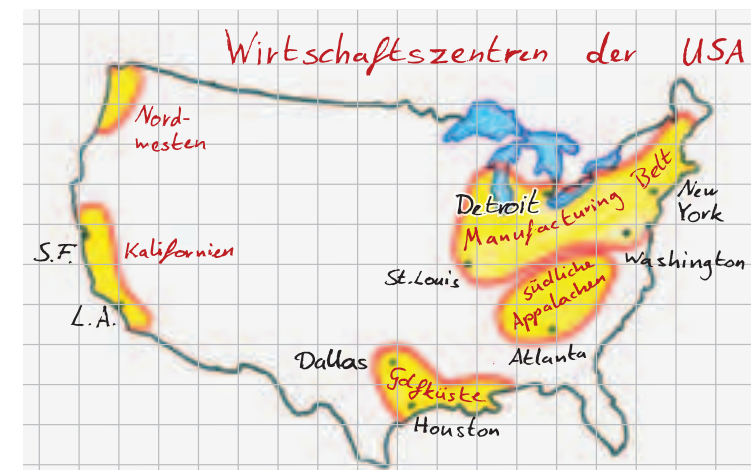 Wirtschaftszentren der USA
Nord-
westen
Detroit
Manufacturing Belt
New
York
S.F.
Kalifornien
St.Louis
Washington
südliche
Appalachen
L.A.
Dallas
Atlanta
Golfküste
Houston